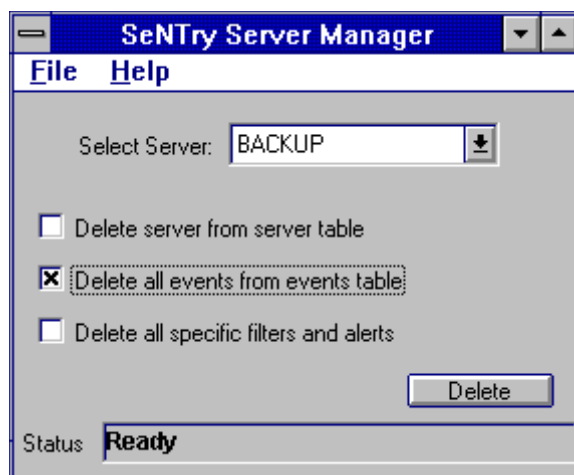 SeNTry Server Manager
File Help
Select Server: BACKUP
Delete server from server table
Delete all events from events table
Delete all specific filters and alerts
Delete
Status Ready